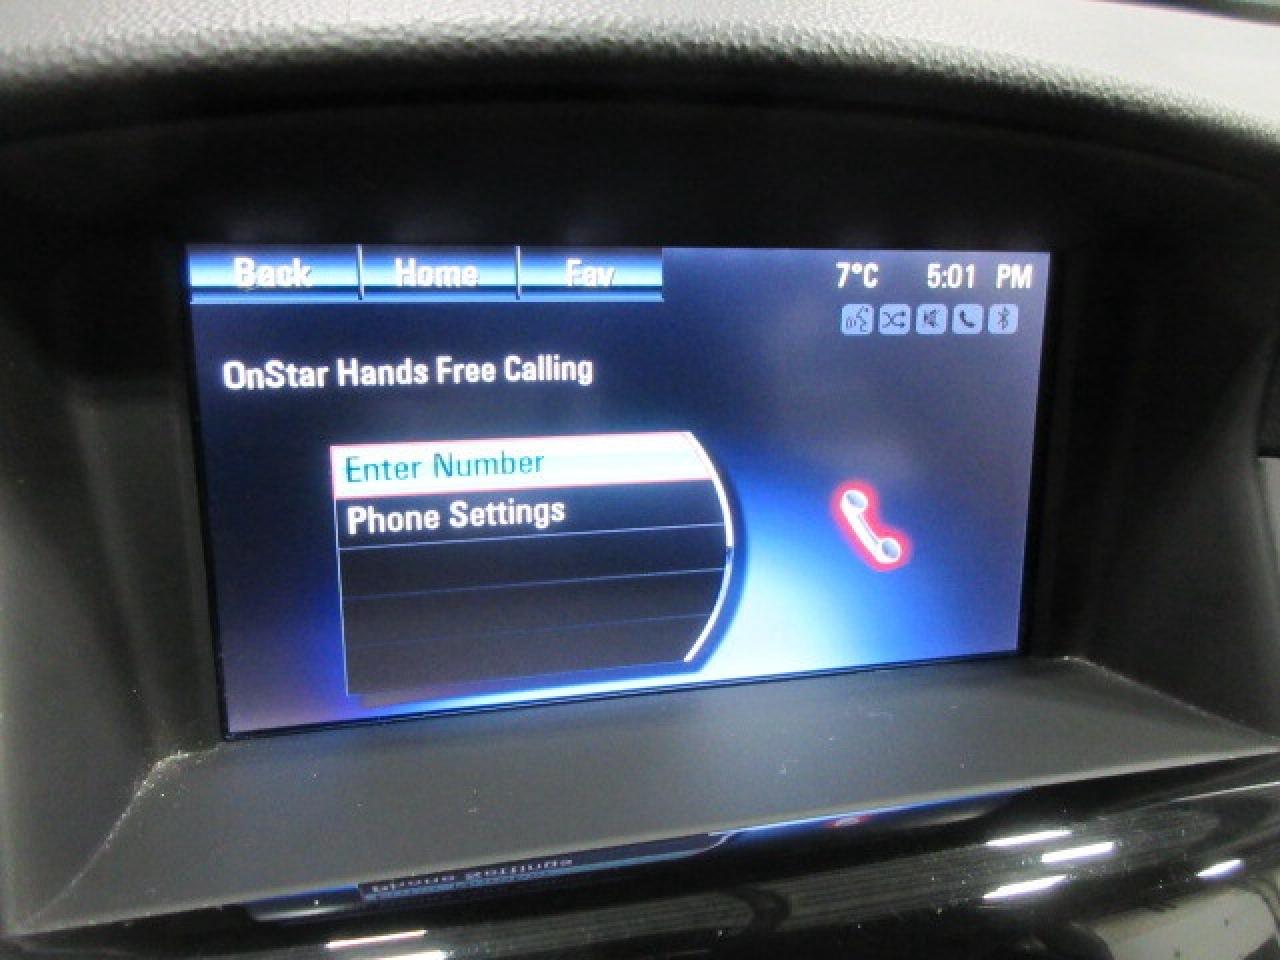 Back Home Fav 7°C 5:01 PM
OnStar Hands Free Calling
Enter Number
Phone Settings